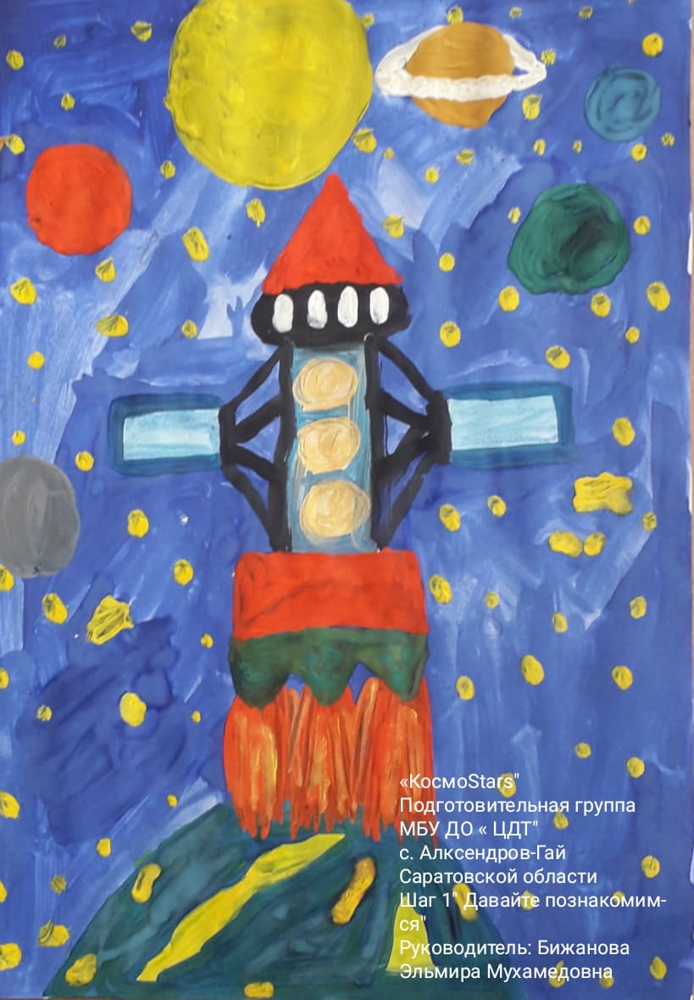 «КосмоStars"
Подготовительная группа
МБУ ДО « ЦДТ"
с. Алксендров-Гай
Саратовской области
Шаг 1" Давайте познакомим-
ся"
Руководитель: Бижанова
Эльмира Мухамедовна